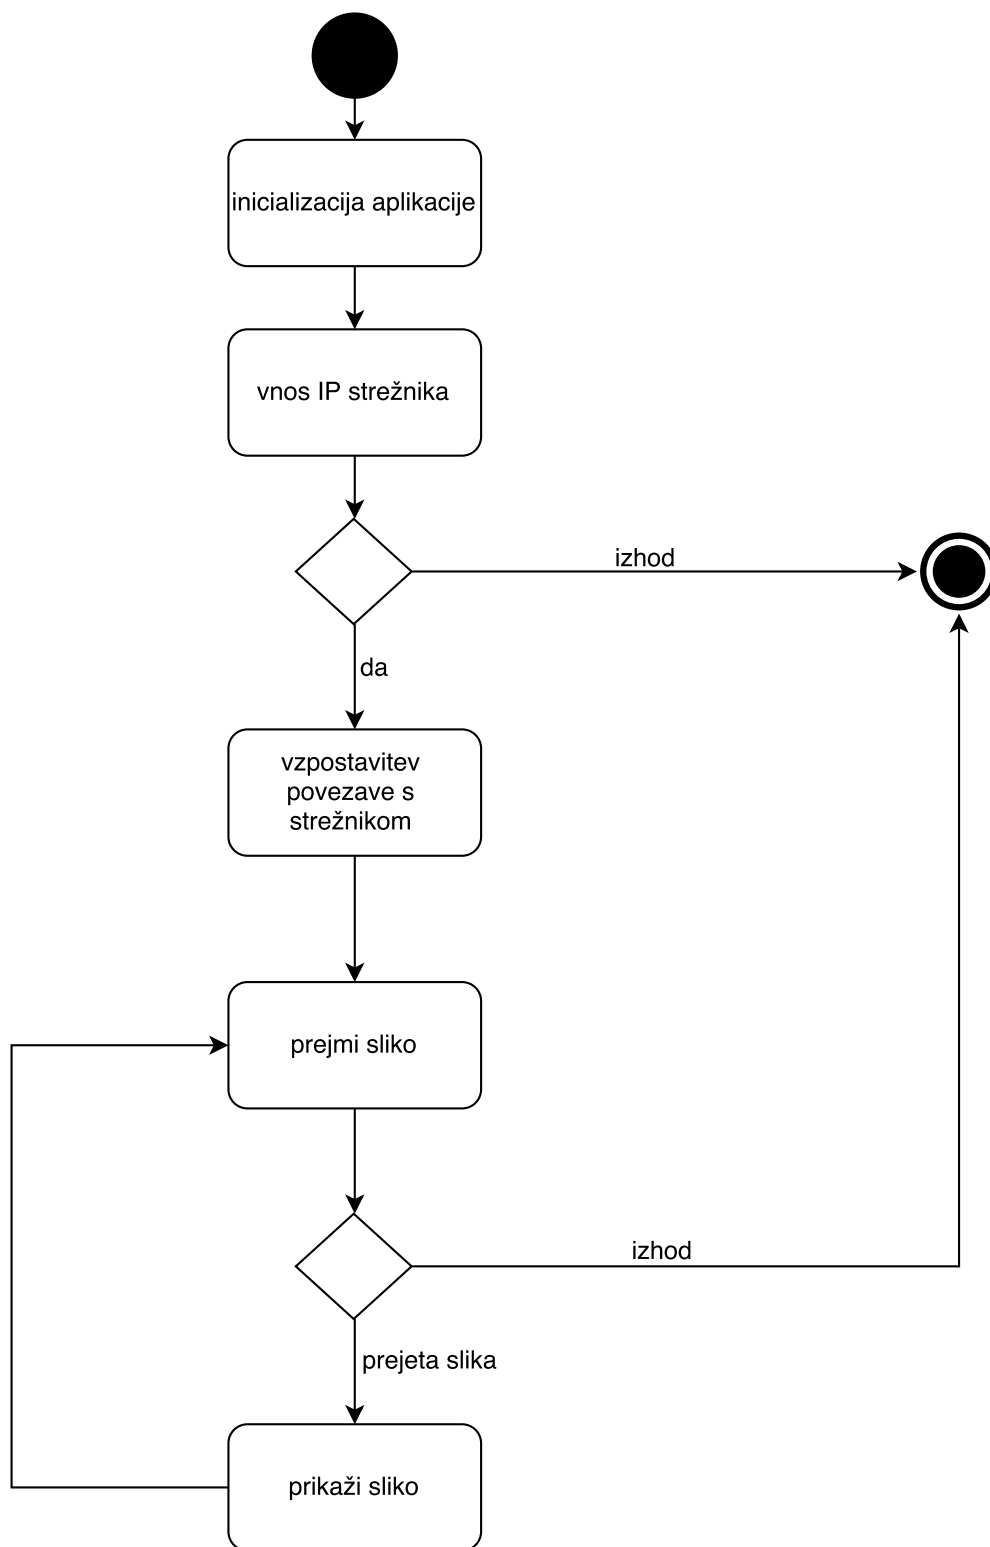 inicializacija aplikacije
vnos IP strežnika
izhod
da
vzpostavitev
povezave s
strežnikom
prejmi sliko
izhod
prejeta slika
prikaži sliko